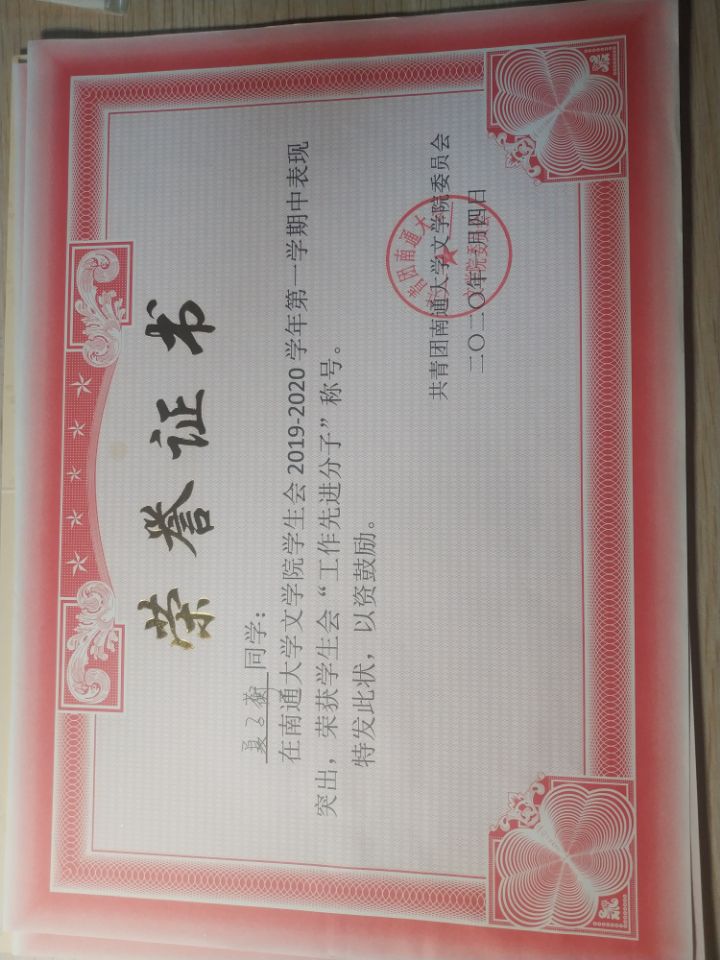 荣誉证书
同学：
在南通大学文学院学生会2019-2020学年第一学期中表现
突出，荣获学生会“工作先进分子”称号。
特发此状，以资鼓励。
共青团南通大学文学院委员会
二〇二〇年 月四日